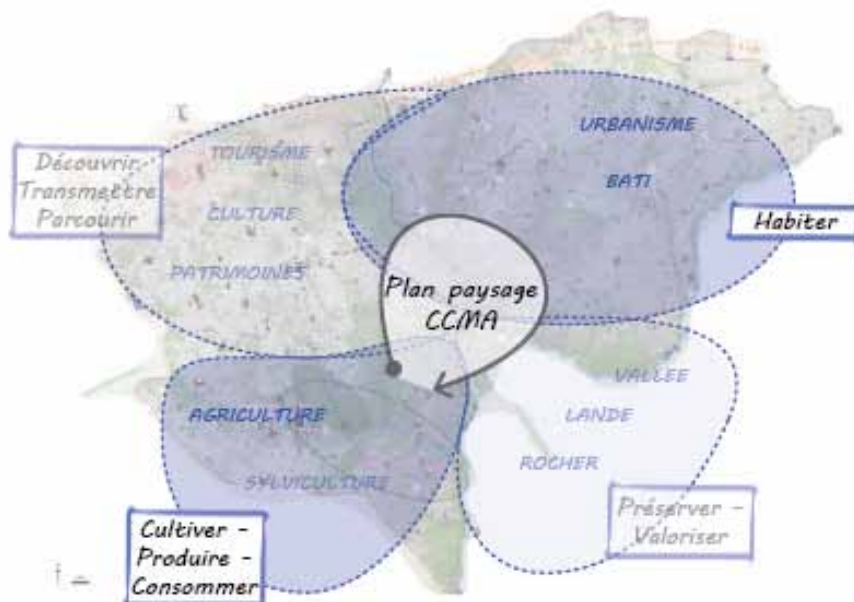 URBANISME
BATI
Habiter
Découvrir
Transmettre
Parcourir
TOURISME
CULTURE
PATRIMOINES
Plan paysage
CCMA
AGRICULTURE
SYLVICULTURE
Cultiver -
Produire -
Consommer
VALLEE
LANDE
ROCHER
Préserver -
Valoriser